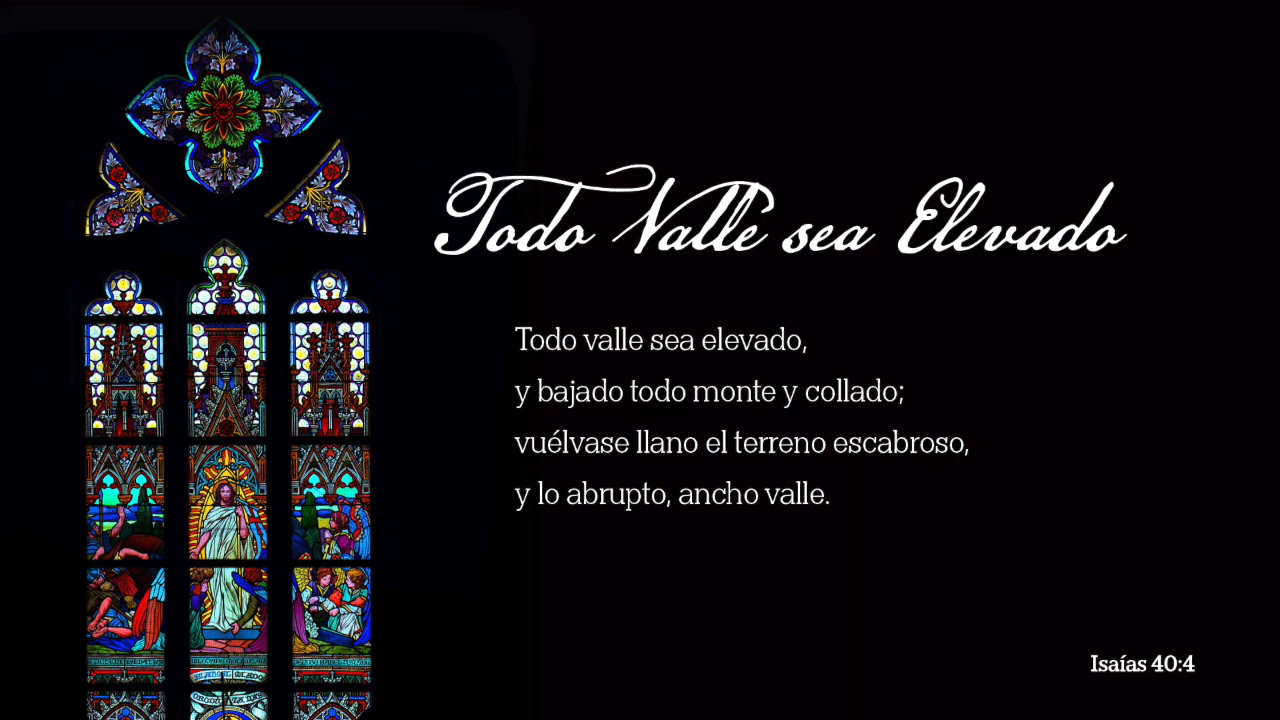 Todo Valle sea Elevado
Todo valle sea elevado,
y bajado todo monte y collado;
vuélvase llano el terreno escabroso,
y lo abrupto, ancho valle.
Isaías 40:4